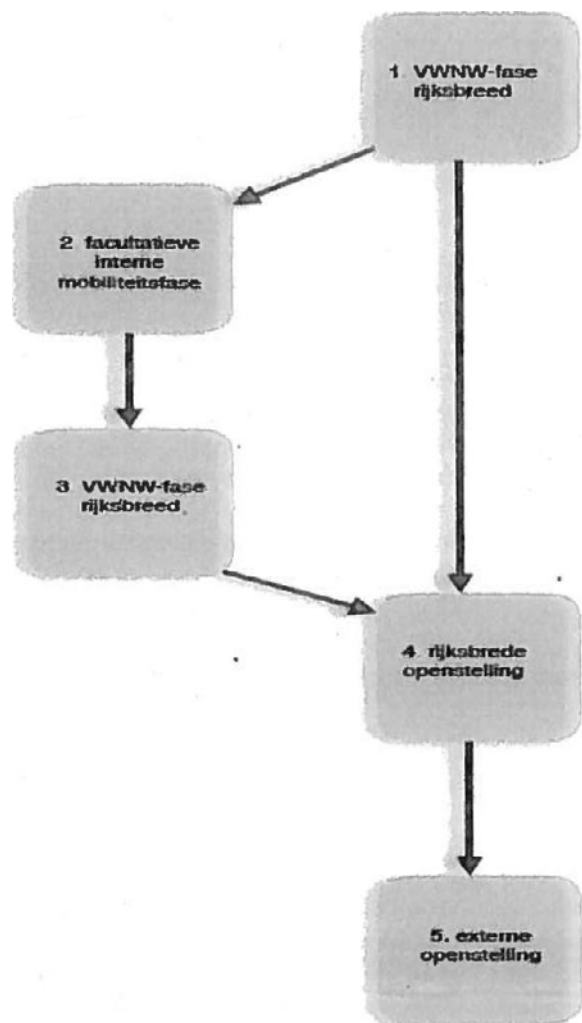 1. VWNW-fase
rijksbreed
2. facultatieve
interne
mobiliteitsfase
3. VWNW-fase
rijksbreed
4. rijksbrede
openstelling
5. externe
openstelling